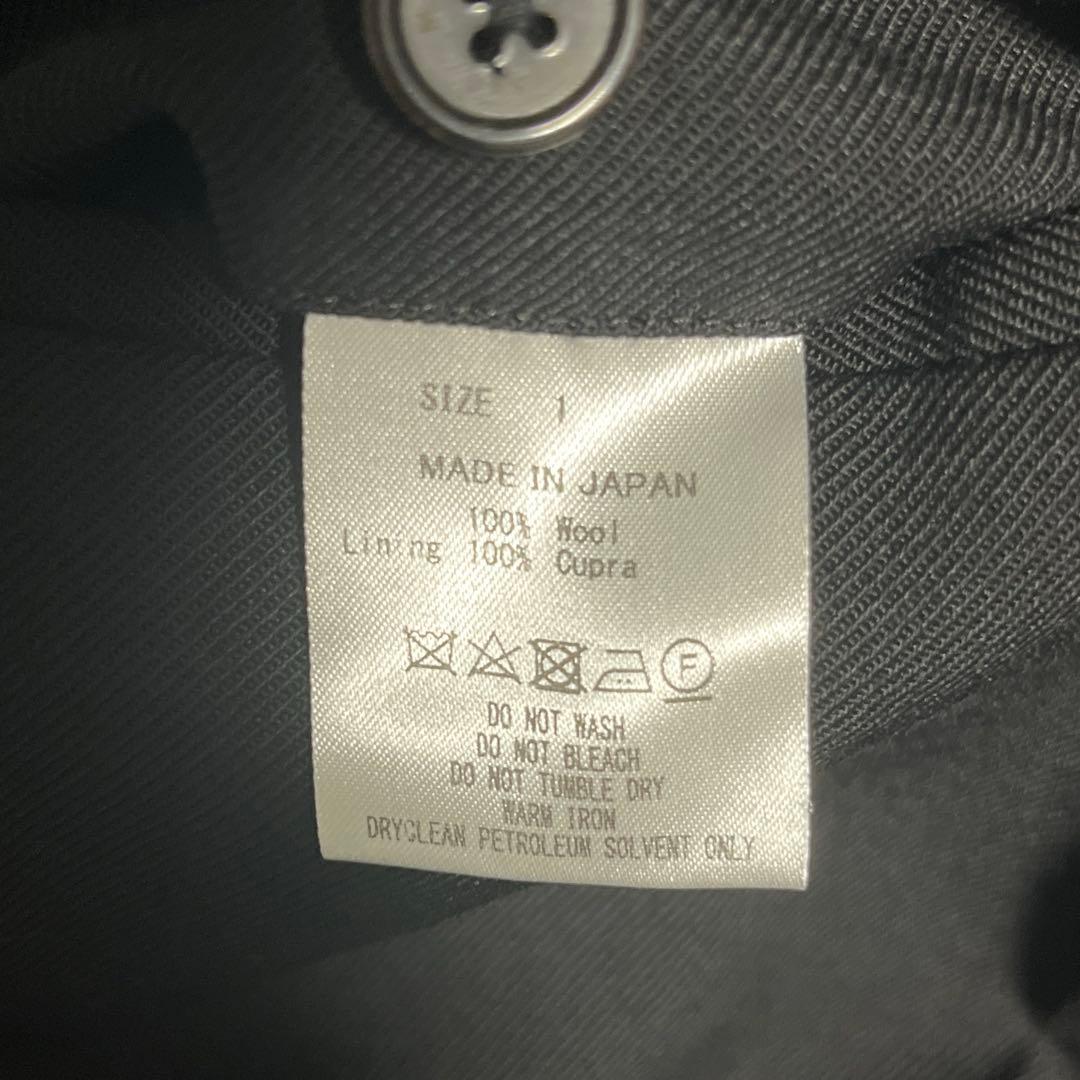 SIZE 1
MADE IN JAPAN
100% Wool
Lining 100% Cupra
F
DO NOT WASH
DO NOT BLEACH
DO NOT TUMBLE DRY
WARM IRON
DRYCLEAN PETROLEUM SOLVENT ONLY